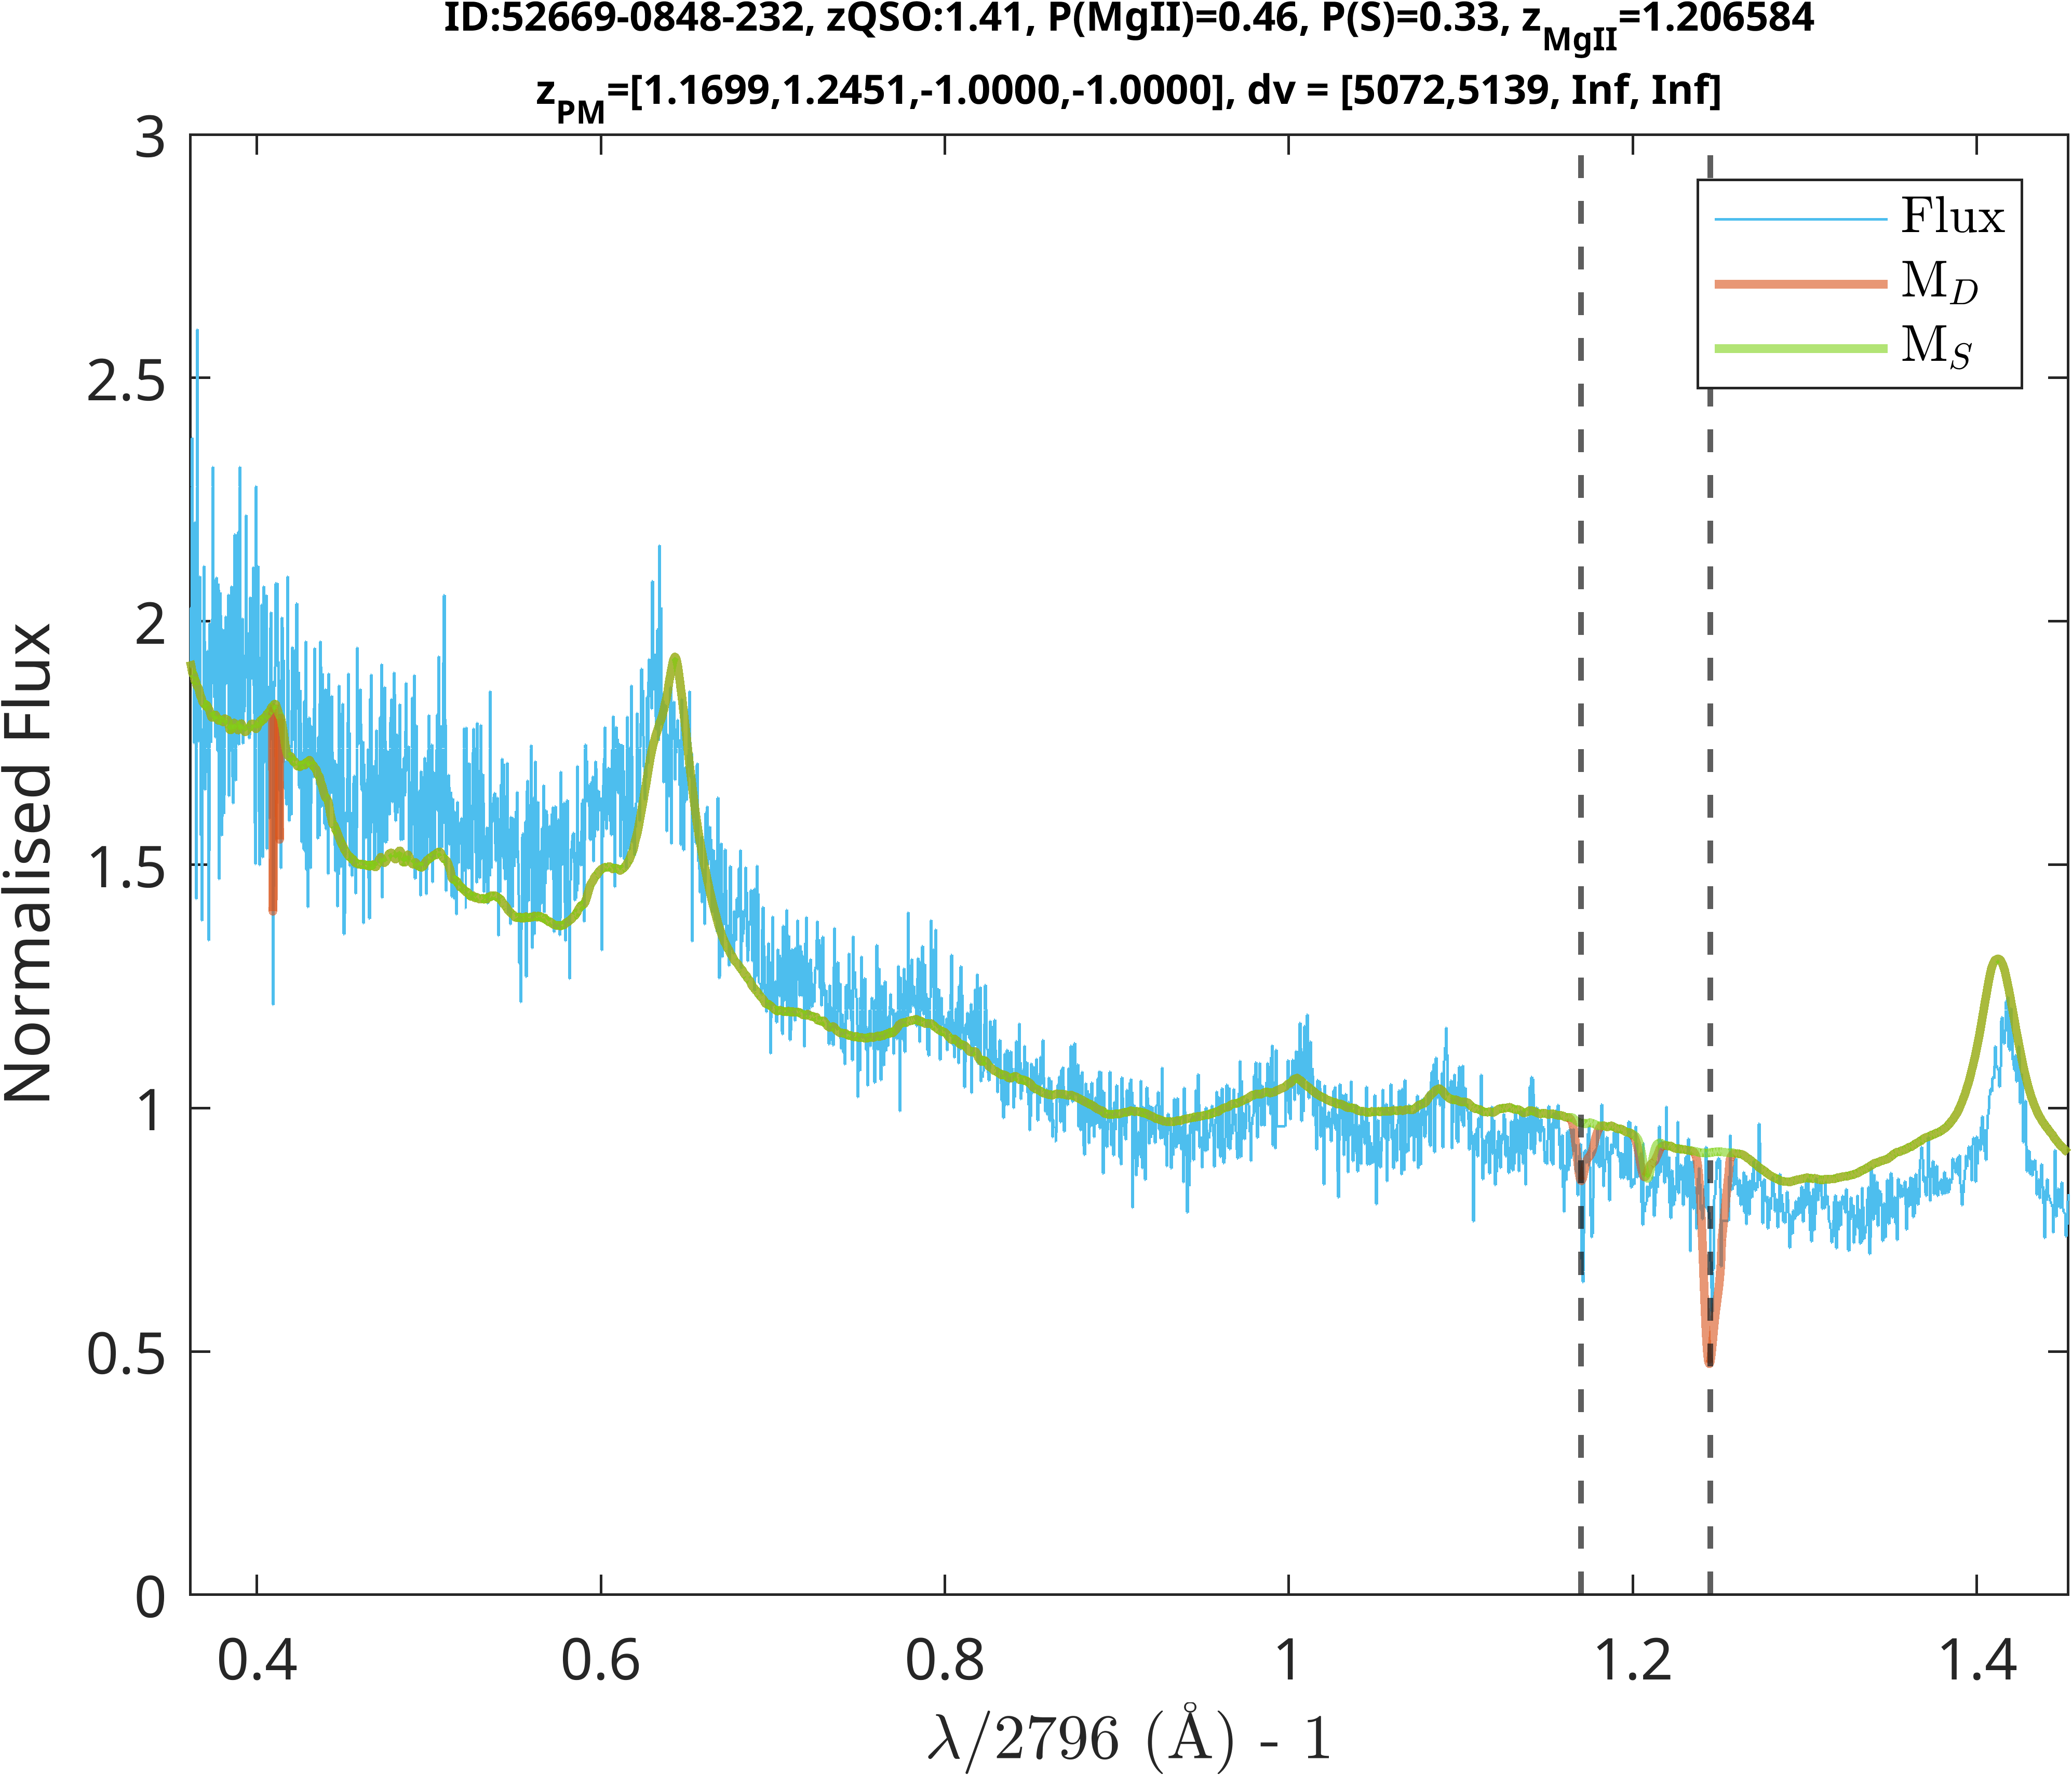 ID:52669-0848-232, zQSO:1.41, P(MgII)=0.46, P(S)=0.33, zMgII=1.206584
zPM=[1.1699,1.2451,-1.0000,-1.0000], dv = [5072,5139, Inf, Inf]
3
2.5
2
1.5
1
0.5
0
Normalised Flux
Flux
MD
MS
0.4 0.6 0.8 1 1.2 1.4
λ/2796 (Å) - 1